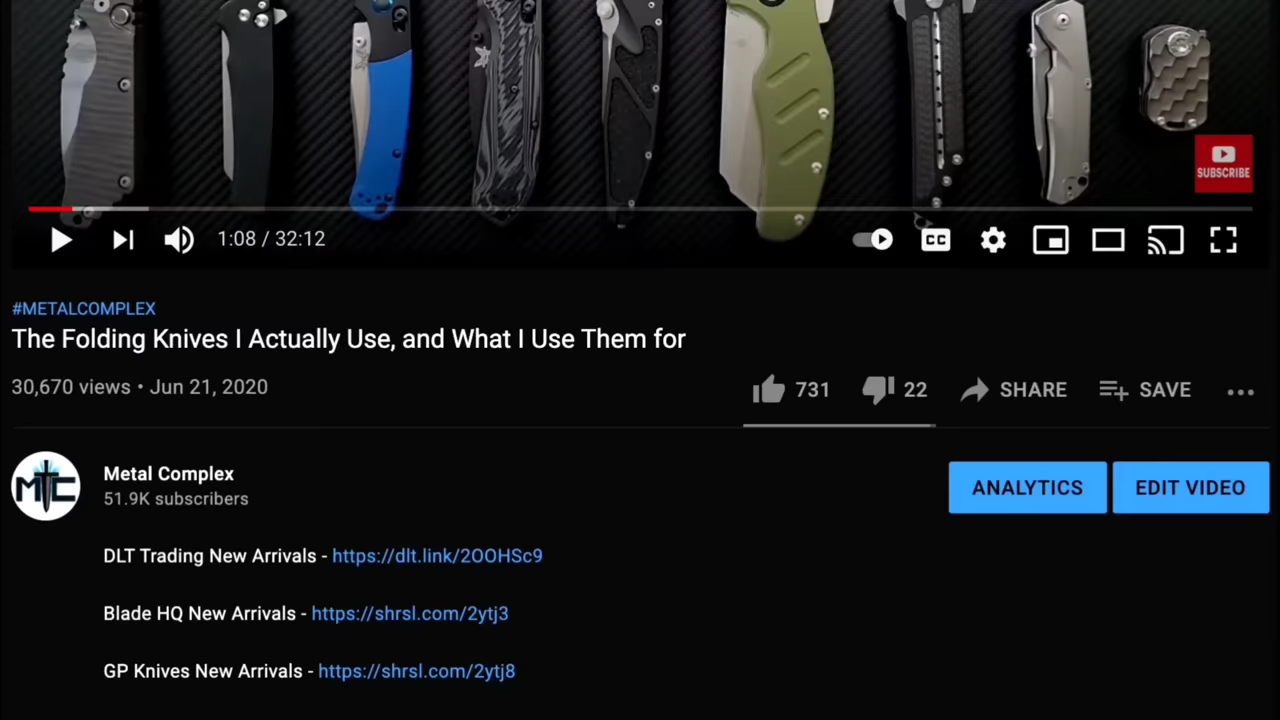 SUBSCRIBE
1:08 / 32:12
CC
#METALCOMPLEX
The Folding Knives I Actually Use, and What I Use Them for
30,670 views • Jun 21, 2020
731 22 SHARE SAVE
MTC
Metal Complex
51.9K subscribers
ANALYTICS EDIT VIDEO
DLT Trading New Arrivals - https://dlt.link/2OOHSc9
Blade HQ New Arrivals - https://shrsl.com/2ytj3
GP Knives New Arrivals - https://shrsl.com/2ytj8